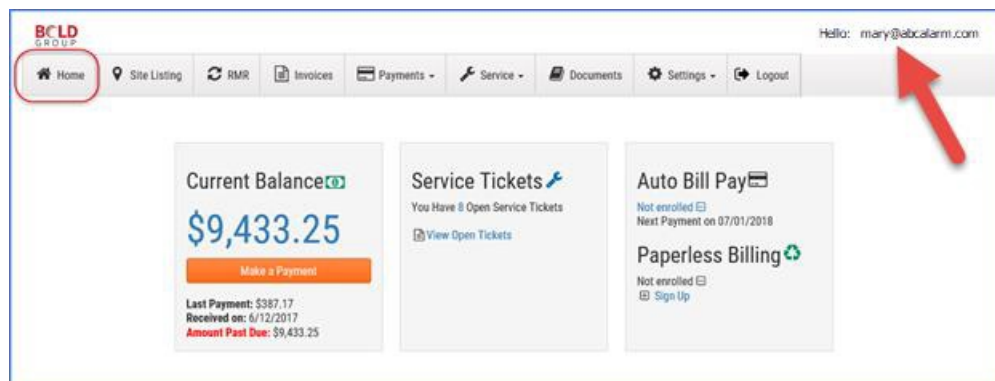 BOLD
GROUP
Hello: mary@abcalarm.com
Home Site Listing RMR Invoices Payments Service Documents Settings Logout
Current Balance
$9,433.25
Make a Payment
Last Payment: $387.17
Received on: 6/12/2017
Amount Past Due: $9,433.25
Service Tickets
You Have 8 Open Service Tickets
View Open Tickets
Auto Bill Pay
Not enrolled
Next Payment on 07/01/2018
Paperless Billing
Not enrolled
Sign Up